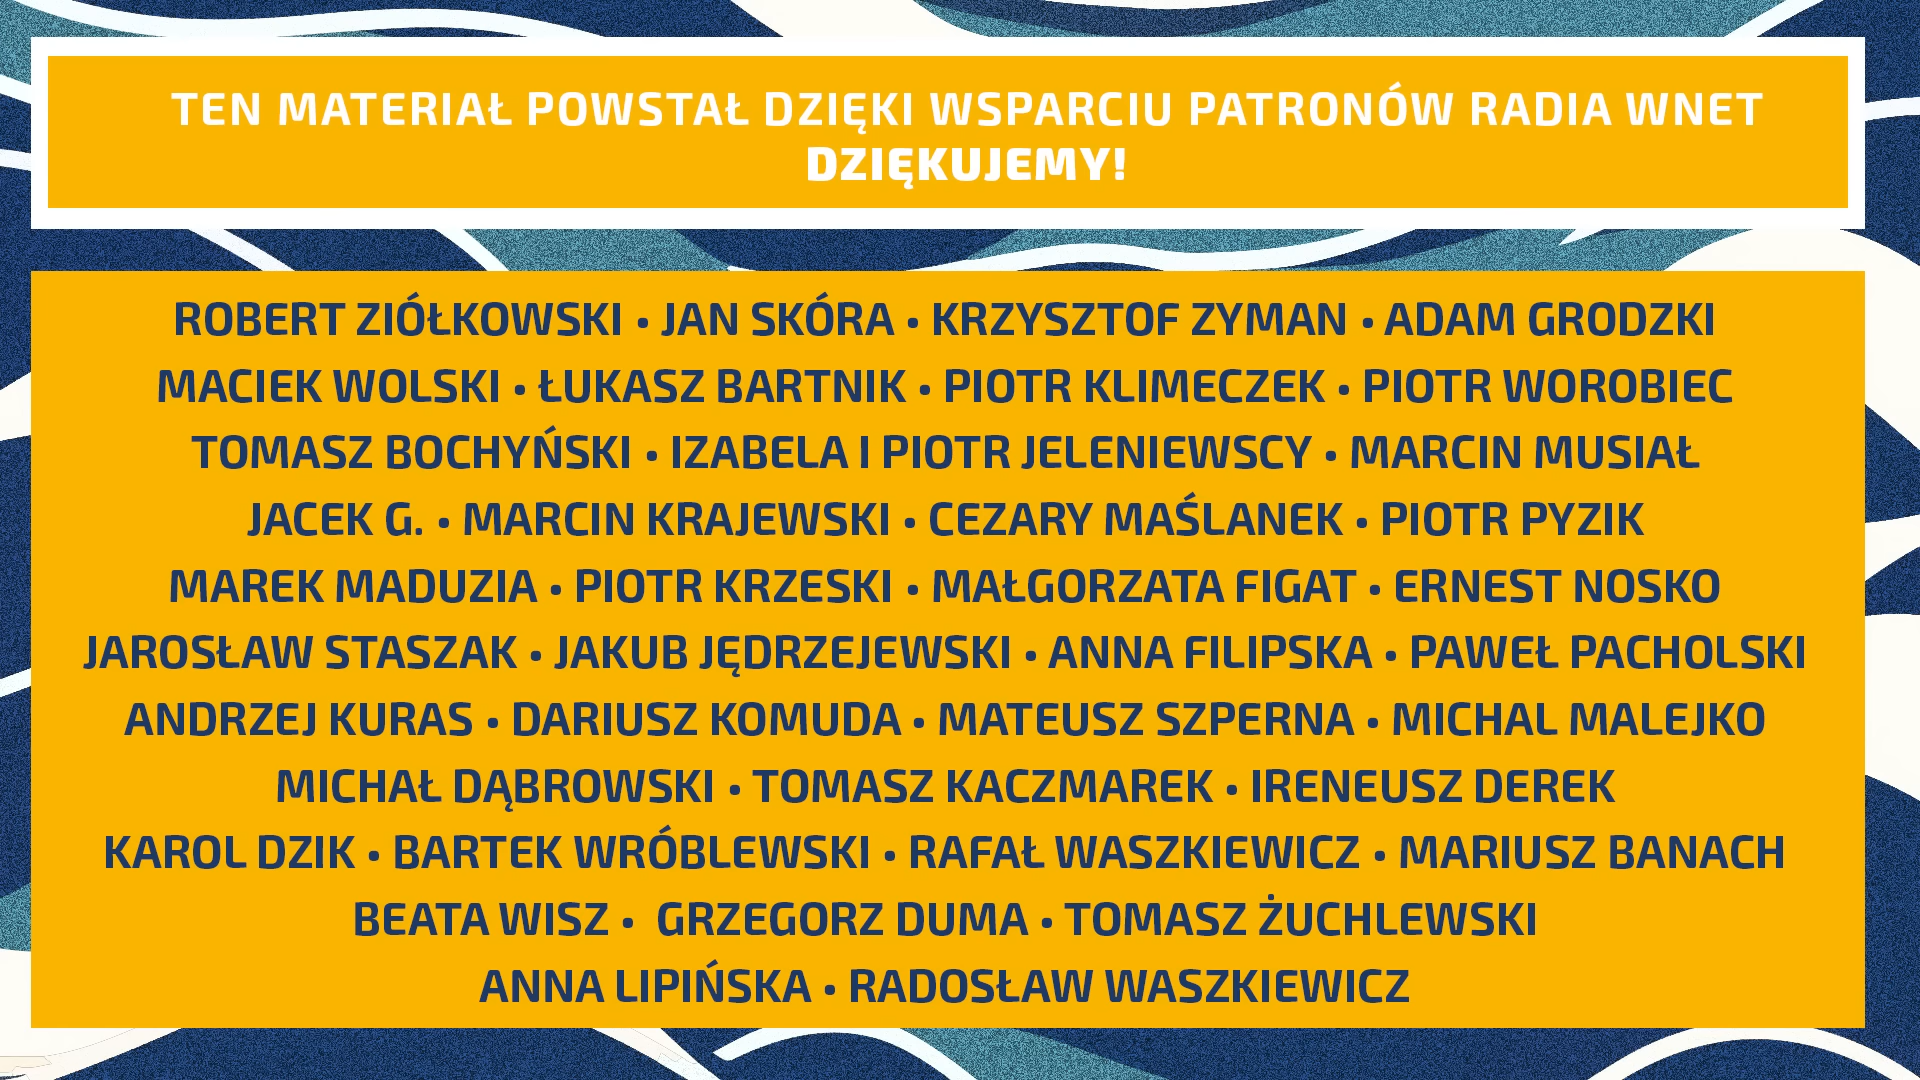 TEN MATERIAŁ POWSTAŁ DZIĘKI WSPARCIU PATRONÓW RADIA WNET
DZIĘKUJEMY!
ROBERT ZIÓŁKOWSKI • JAN SKÓRA • KRZYSZTOF ZYMAN • ADAM GRODZKI
MACIEK WOLSKI • ŁUKASZ BARTNIK • PIOTR KLIMECZEK • PIOTR WOROBIEC
TOMASZ BOCHYŃSKI • IZABELA I PIOTR JELENIEWSCY • MARCIN MUSIAŁ
JACEK G. • MARCIN KRAJEWSKI • CEZARY MAŚLANEK • PIOTR PYZIK
MAREK MADUZIA • PIOTR KRZESKI • MAŁGORZATA FIGAT • ERNEST NOSKO
JAROSŁAW STASZAK • JAKUB JĘDRZEJEWSKI • ANNA FILIPSKA • PAWEŁ PACHOLSKI
ANDRZEJ KURAS • DARIUSZ KOMUDA • MATEUSZ SZPERNA • MICHAL MALEJKO
MICHAŁ DĄBROWSKI • TOMASZ KACZMAREK • IRENEUSZ DEREK
KAROL DZIK • BARTEK WRÓBLEWSKI • RAFAŁ WASZKIEWICZ • MARIUSZ BANACH
BEATA WISZ • GRZEGORZ DUMA • TOMASZ ŻUCHLEWSKI
ANNA LIPIŃSKA • RADOSŁAW WASZKIEWICZ